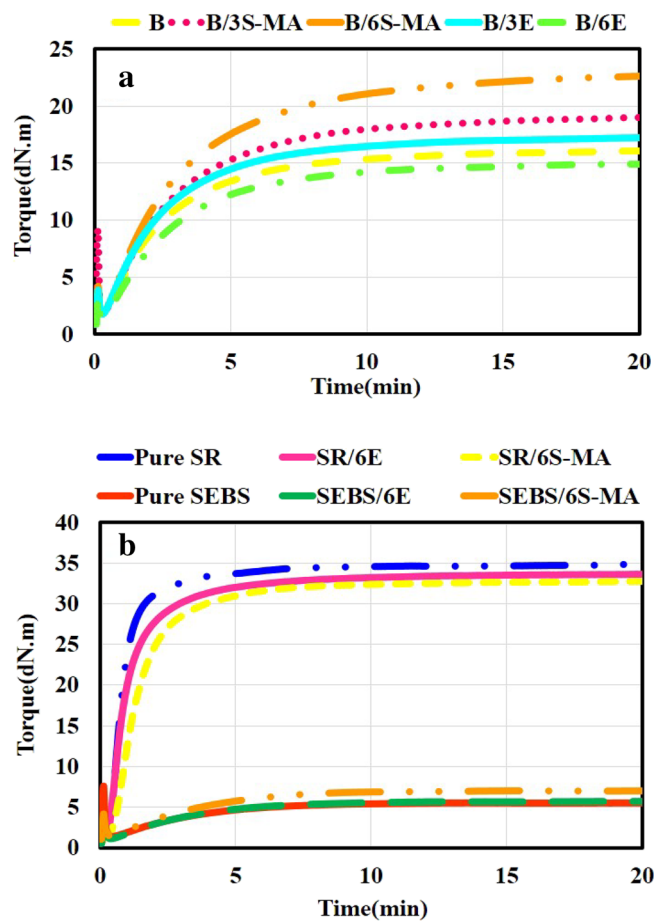 B B/3S-MA B/6S-MA B/3E B/6E
a
25
20
15
10
5
0
Torque(dN.m)
0 5 10 15 20
Time(min)
Pure SR SR/6E SR/6S-MA
Pure SEBS SEBS/6E SEBS/6S-MA
b
40
35
30
25
20
15
10
5
0
Torque(dN.m)
0 5 10 15 20
Time(min)